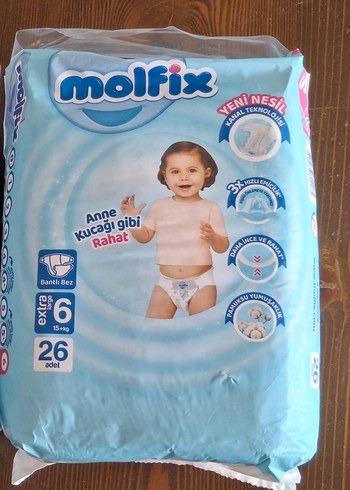 molfix
YENİ NESİL
KANAL TEKNOLOJİSİ
3X HIZLI EMİCİLİK
Anne
Kucağı gibi
Rahat
DAHA İNCE VE RAHAT
Bantlı Bez
PAMUKSU YUMUŞAKLIK
extra
large
6
15+kg
26
adet